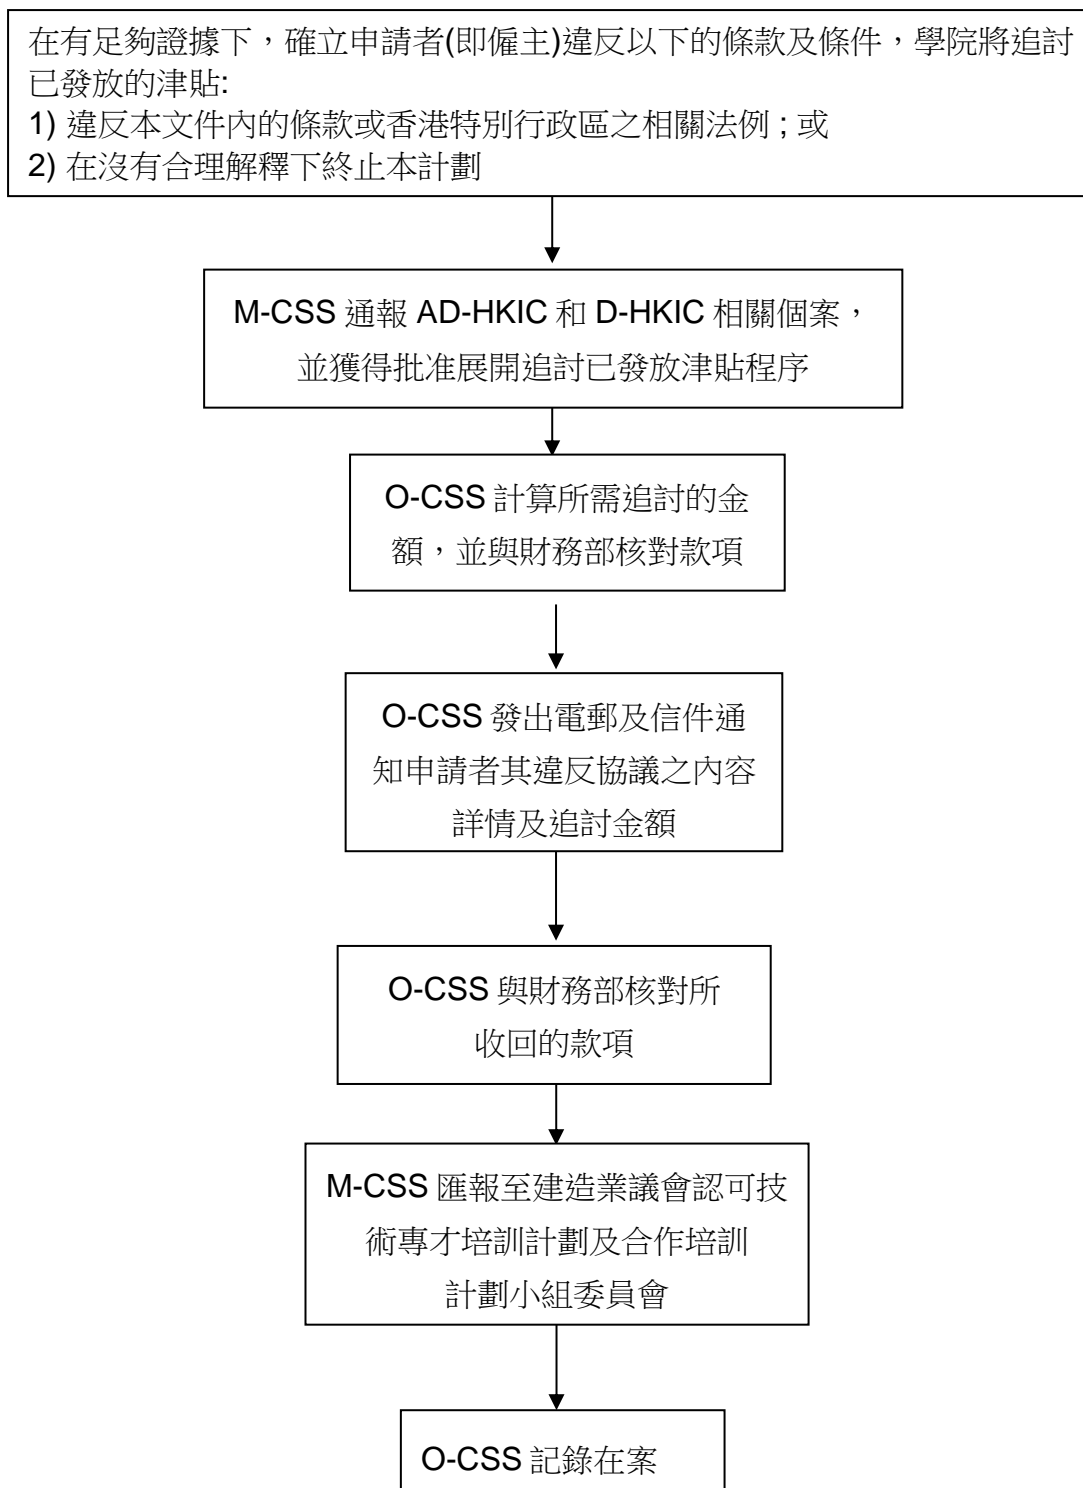 在有足夠證據下，確立申請者(即僱主)違反以下的條款及條件，學院將追討
已發放的津貼:
1) 違反本文件內的條款或香港特別行政區之相關法例 ; 或
2) 在沒有合理解釋下終止本計劃
M-CSS 通報 AD-HKIC 和 D-HKIC 相關個案，
並獲得批准展開追討已發放津貼程序
O-CSS 計算所需追討的金
額，並與財務部核對款項
O-CSS 發出電郵及信件通
知申請者其違反協議之內容
詳情及追討金額
O-CSS 與財務部核對所
收回的款項
M-CSS 匯報至建造業議會認可技
術專才培訓計劃及合作培訓
計劃小組委員會
O-CSS 記錄在案